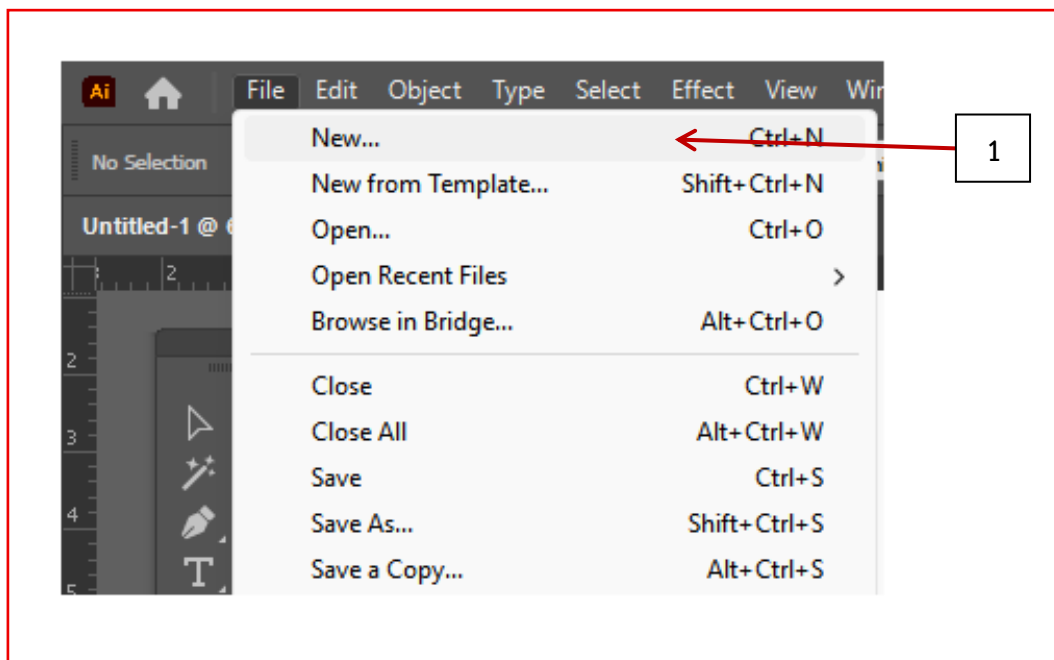 Ai File Edit Object Type Select Effect View
New... Ctrl+N
1
No Selection
New from Template... Shift+Ctrl+N
Untitled-1 @
Open... Ctrl+O
2
Open Recent Files >
Browse in Bridge... Alt+Ctrl+O
2
Close Ctrl+W
3
Close All Alt+Ctrl+W
Save Ctrl+S
4
Save As... Shift+Ctrl+S
T
Save a Copy... Alt+Ctrl+S
5